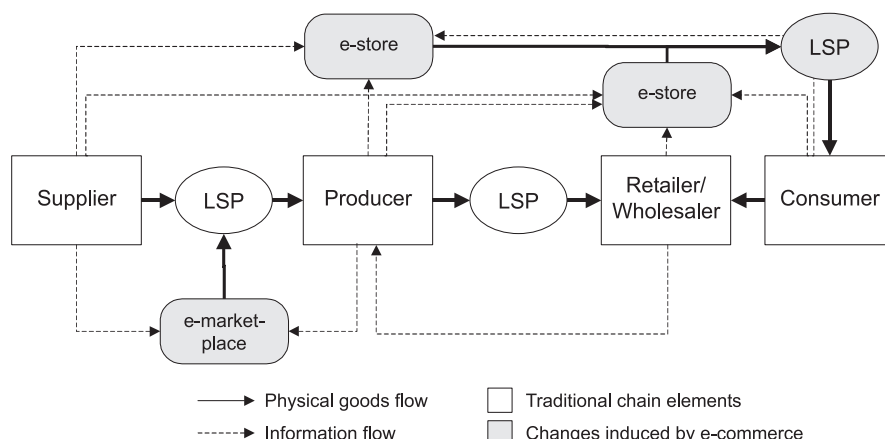 e-store
LSP
e-store
Supplier
LSP
Producer
LSP
Retailer/
Wholesaler
Consumer
e-market-
place
Physical goods flow
Traditional chain elements
Information flow
Changes induced by e-commerce